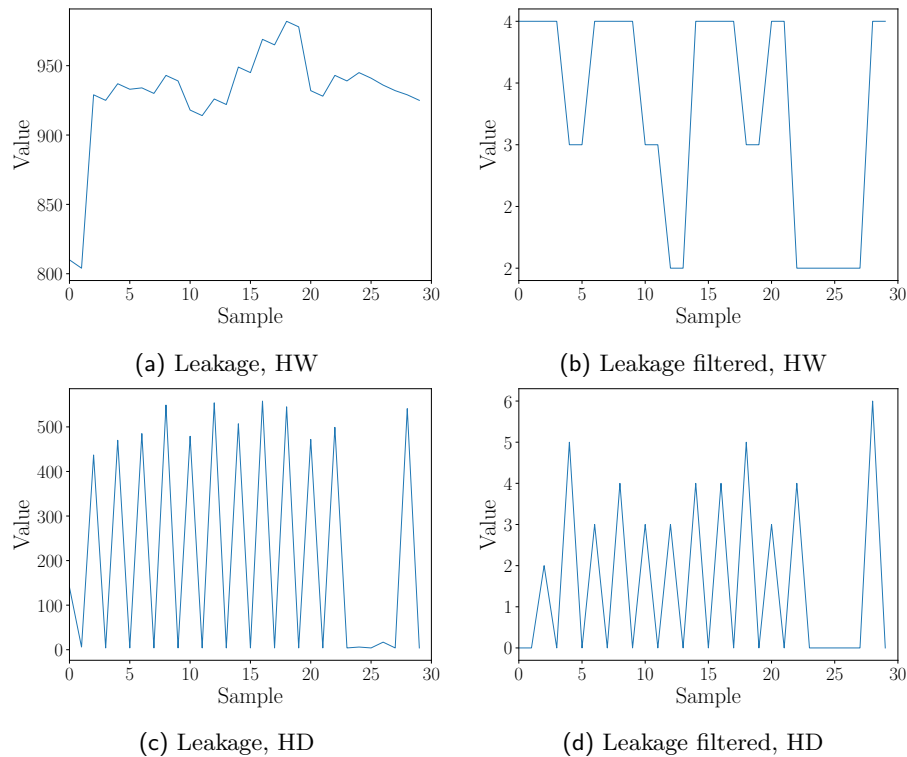 950
900
850
800
Value
0 5 10 15 20 25 30
Sample
(a) Leakage, HW
4
4
3
2
2
Value
0 5 10 15 20 25 30
Sample
(b) Leakage filtered, HW
500
400
300
200
100
0
Value
0 5 10 15 20 25 30
Sample
(c) Leakage, HD
6
5
4
3
2
1
0
Value
0 5 10 15 20 25 30
Sample
(d) Leakage filtered, HD